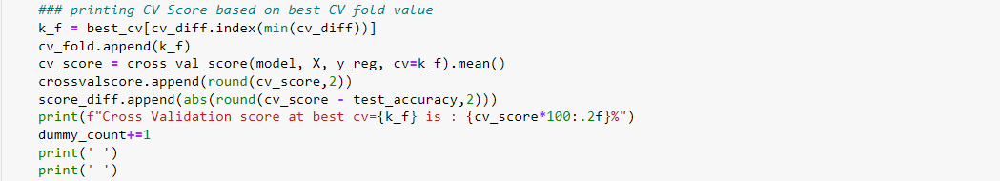 ### printing CV Score based on best CV fold value
k_f = best_cv[cv_diff.index(min(cv_diff))]
cv_fold.append(k_f)
cv_score = cross_val_score(model, X, y_reg, cv=k_f).mean()
crossvalscore.append(round(cv_score,2))
score_diff.append(abs(round(cv_score - test_accuracy,2)))
print(f"Cross Validation score at best cv={k_f} is : {cv_score*100:.2f}%")
dummy_count+=1
print(' ')
print(' ')